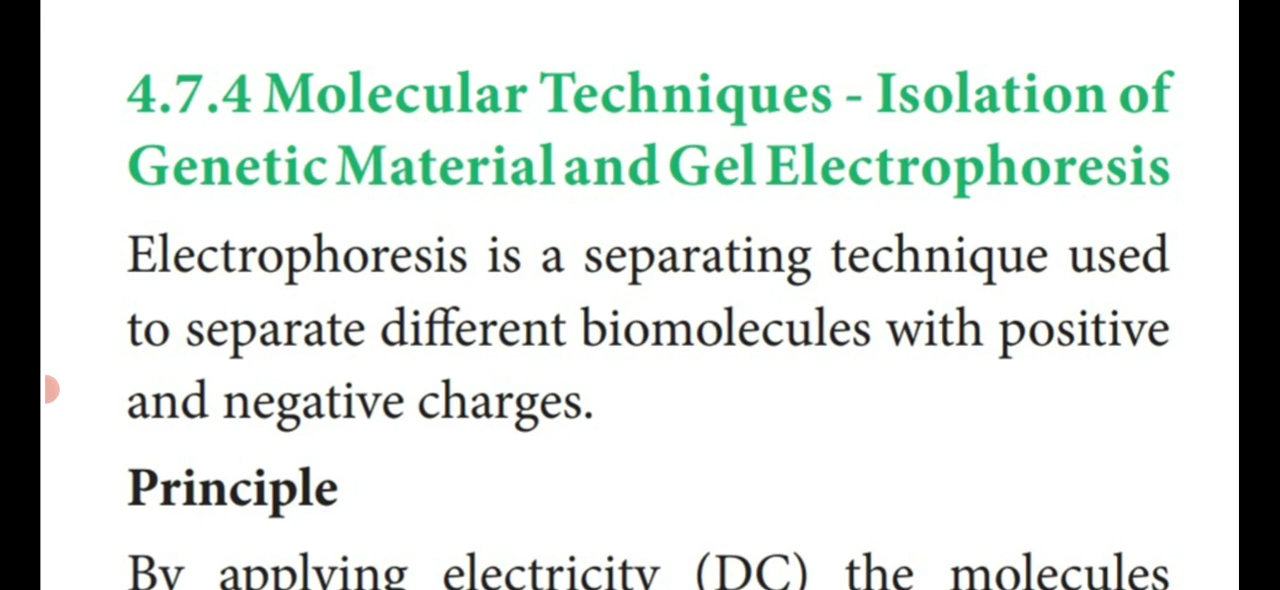 4.7.4 Molecular Techniques - Isolation of
Genetic Material and Gel Electrophoresis
Electrophoresis is a separating technique used
to separate different biomolecules with positive
and negative charges.
Principle
By applying electricity (DC) the molecules